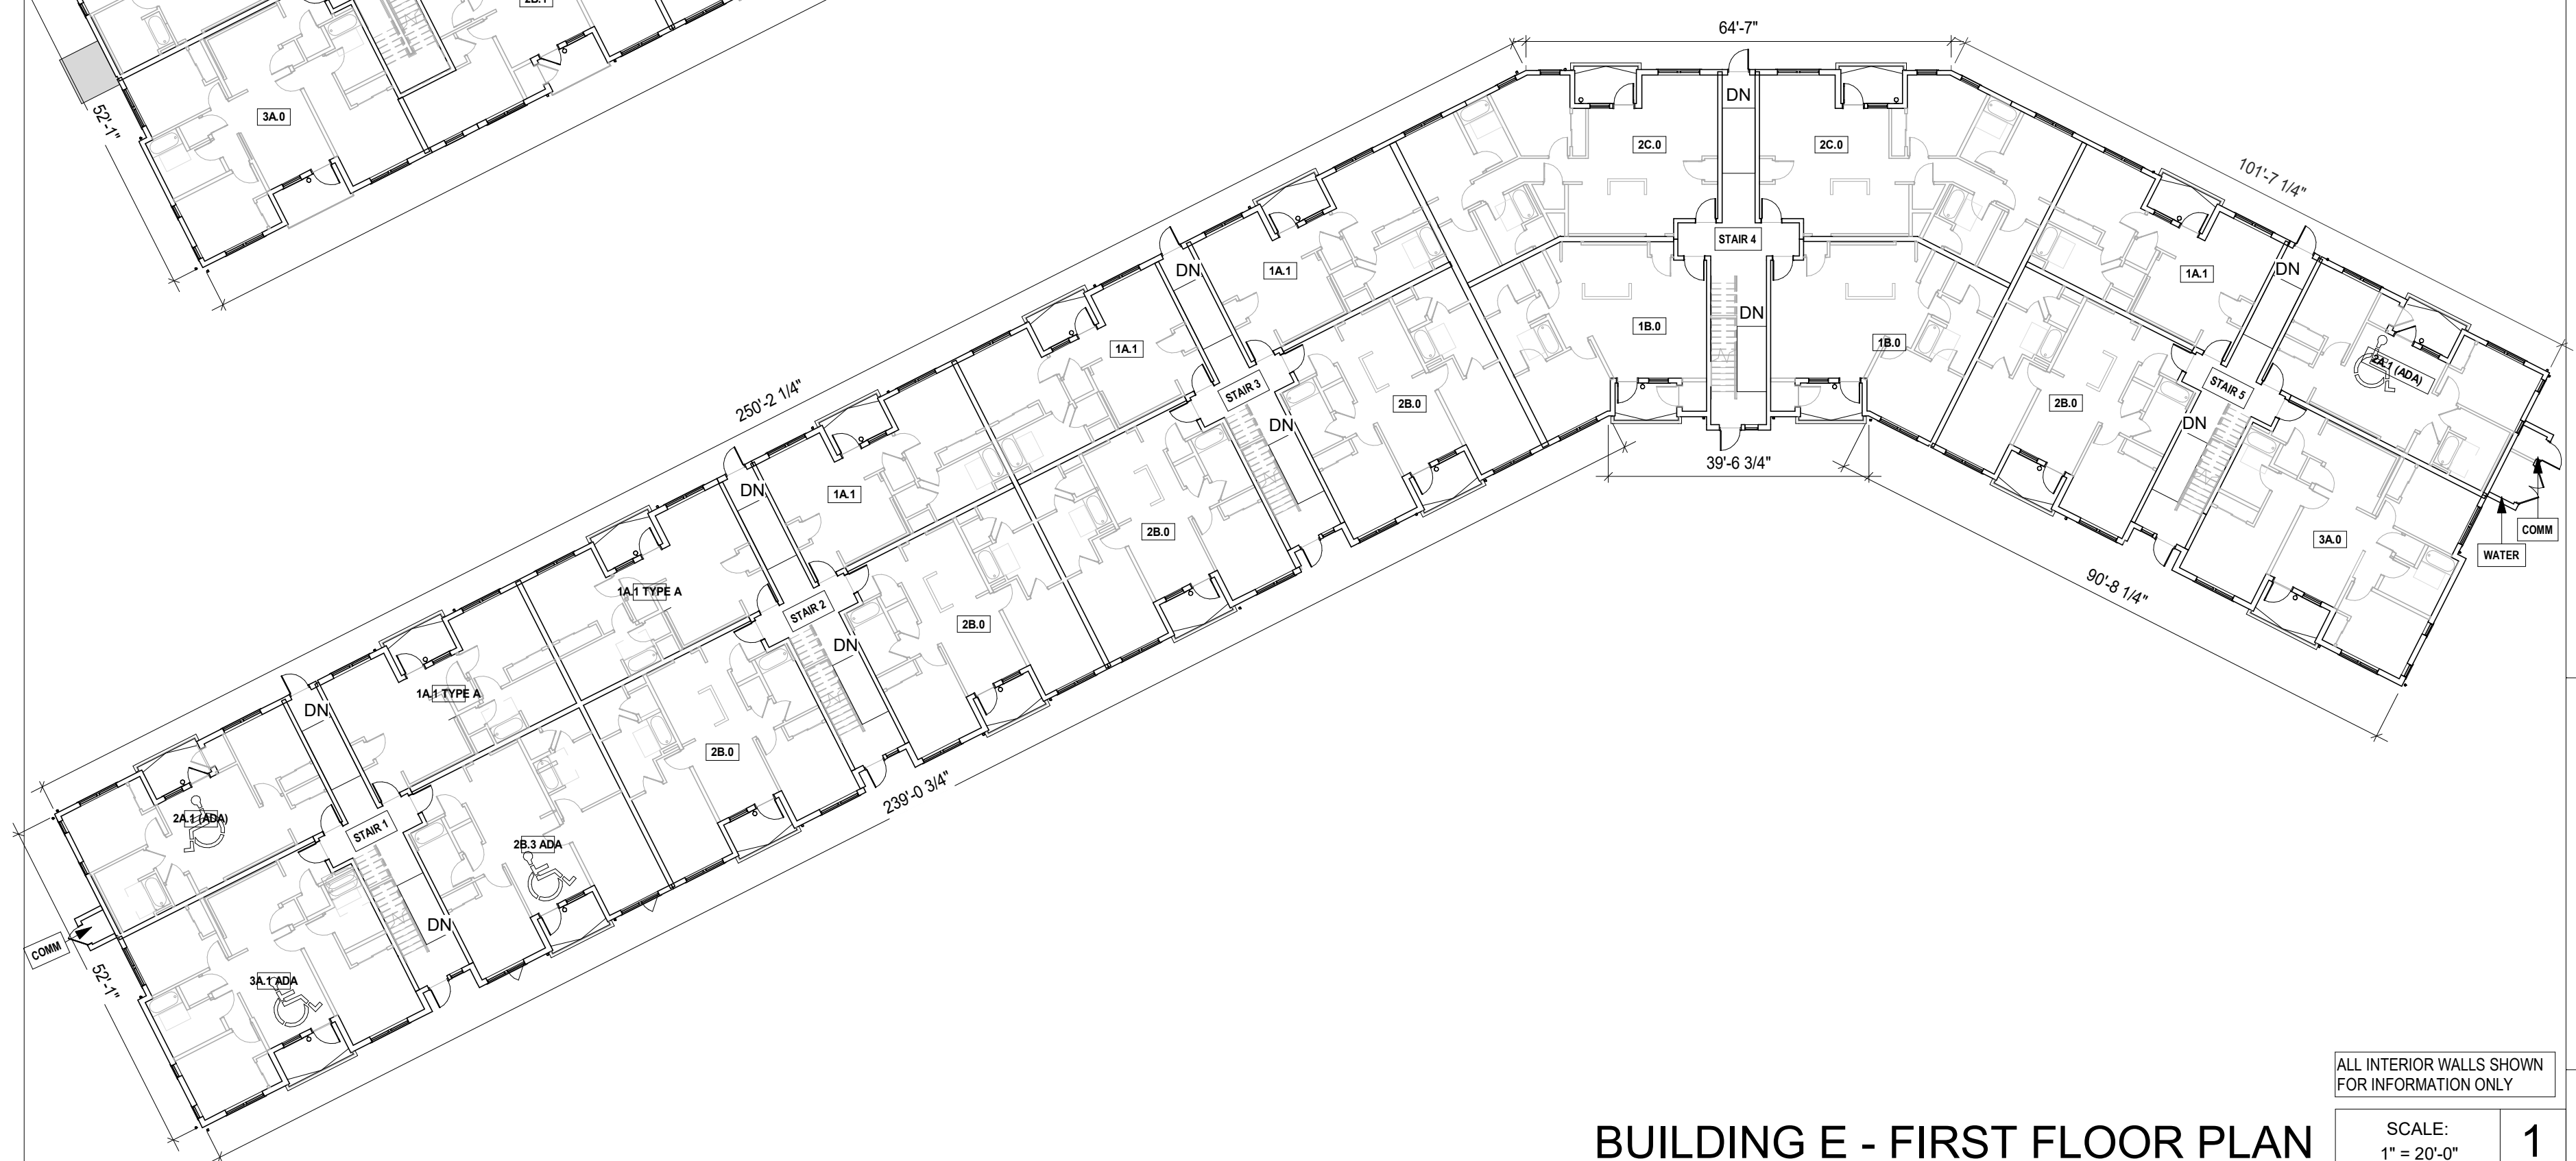 2B.1
3A.0
52'-1"
64'-7"
DN
2C.0
2C.0
101'-7 1/4"
STAIR 4
1A.1
DN
1A.1
DN
DN
1B.0
1B.0
1A.1
2A.1 (ADA)
STAIR 3
STAIR 5
250'-2 1/4"
2B.0
2B.0
DN
DN
39'-6 3/4"
1A.1
DN
2B.0
COMM
3A.0
WATER
1A.1 TYPE A
90'-8 1/4"
STAIR 2
2B.0
DN
1A.1 TYPE A
DN
2B.0
239'-0 3/4"
2A.1 (ADA)
STAIR 1
2B.3 ADA
DN
COMM
52'-1"
3A.1 ADA
ALL INTERIOR WALLS SHOWN
FOR INFORMATION ONLY
BUILDING E - FIRST FLOOR PLAN
SCALE:
1" = 20'-0"
1